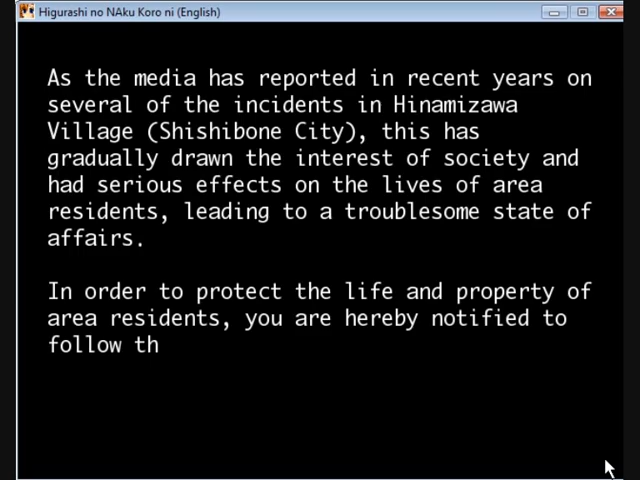 Higurashi no NAku Koro ni (English)
As the media has reported in recent years on
several of the incidents in Hinamizawa
Village (Shishibone City), this has
gradually drawn the interest of society and
had serious effects on the lives of area
residents, leading to a troublesome state of
affairs.
In order to protect the life and property of
area residents, you are hereby notified to
follow th